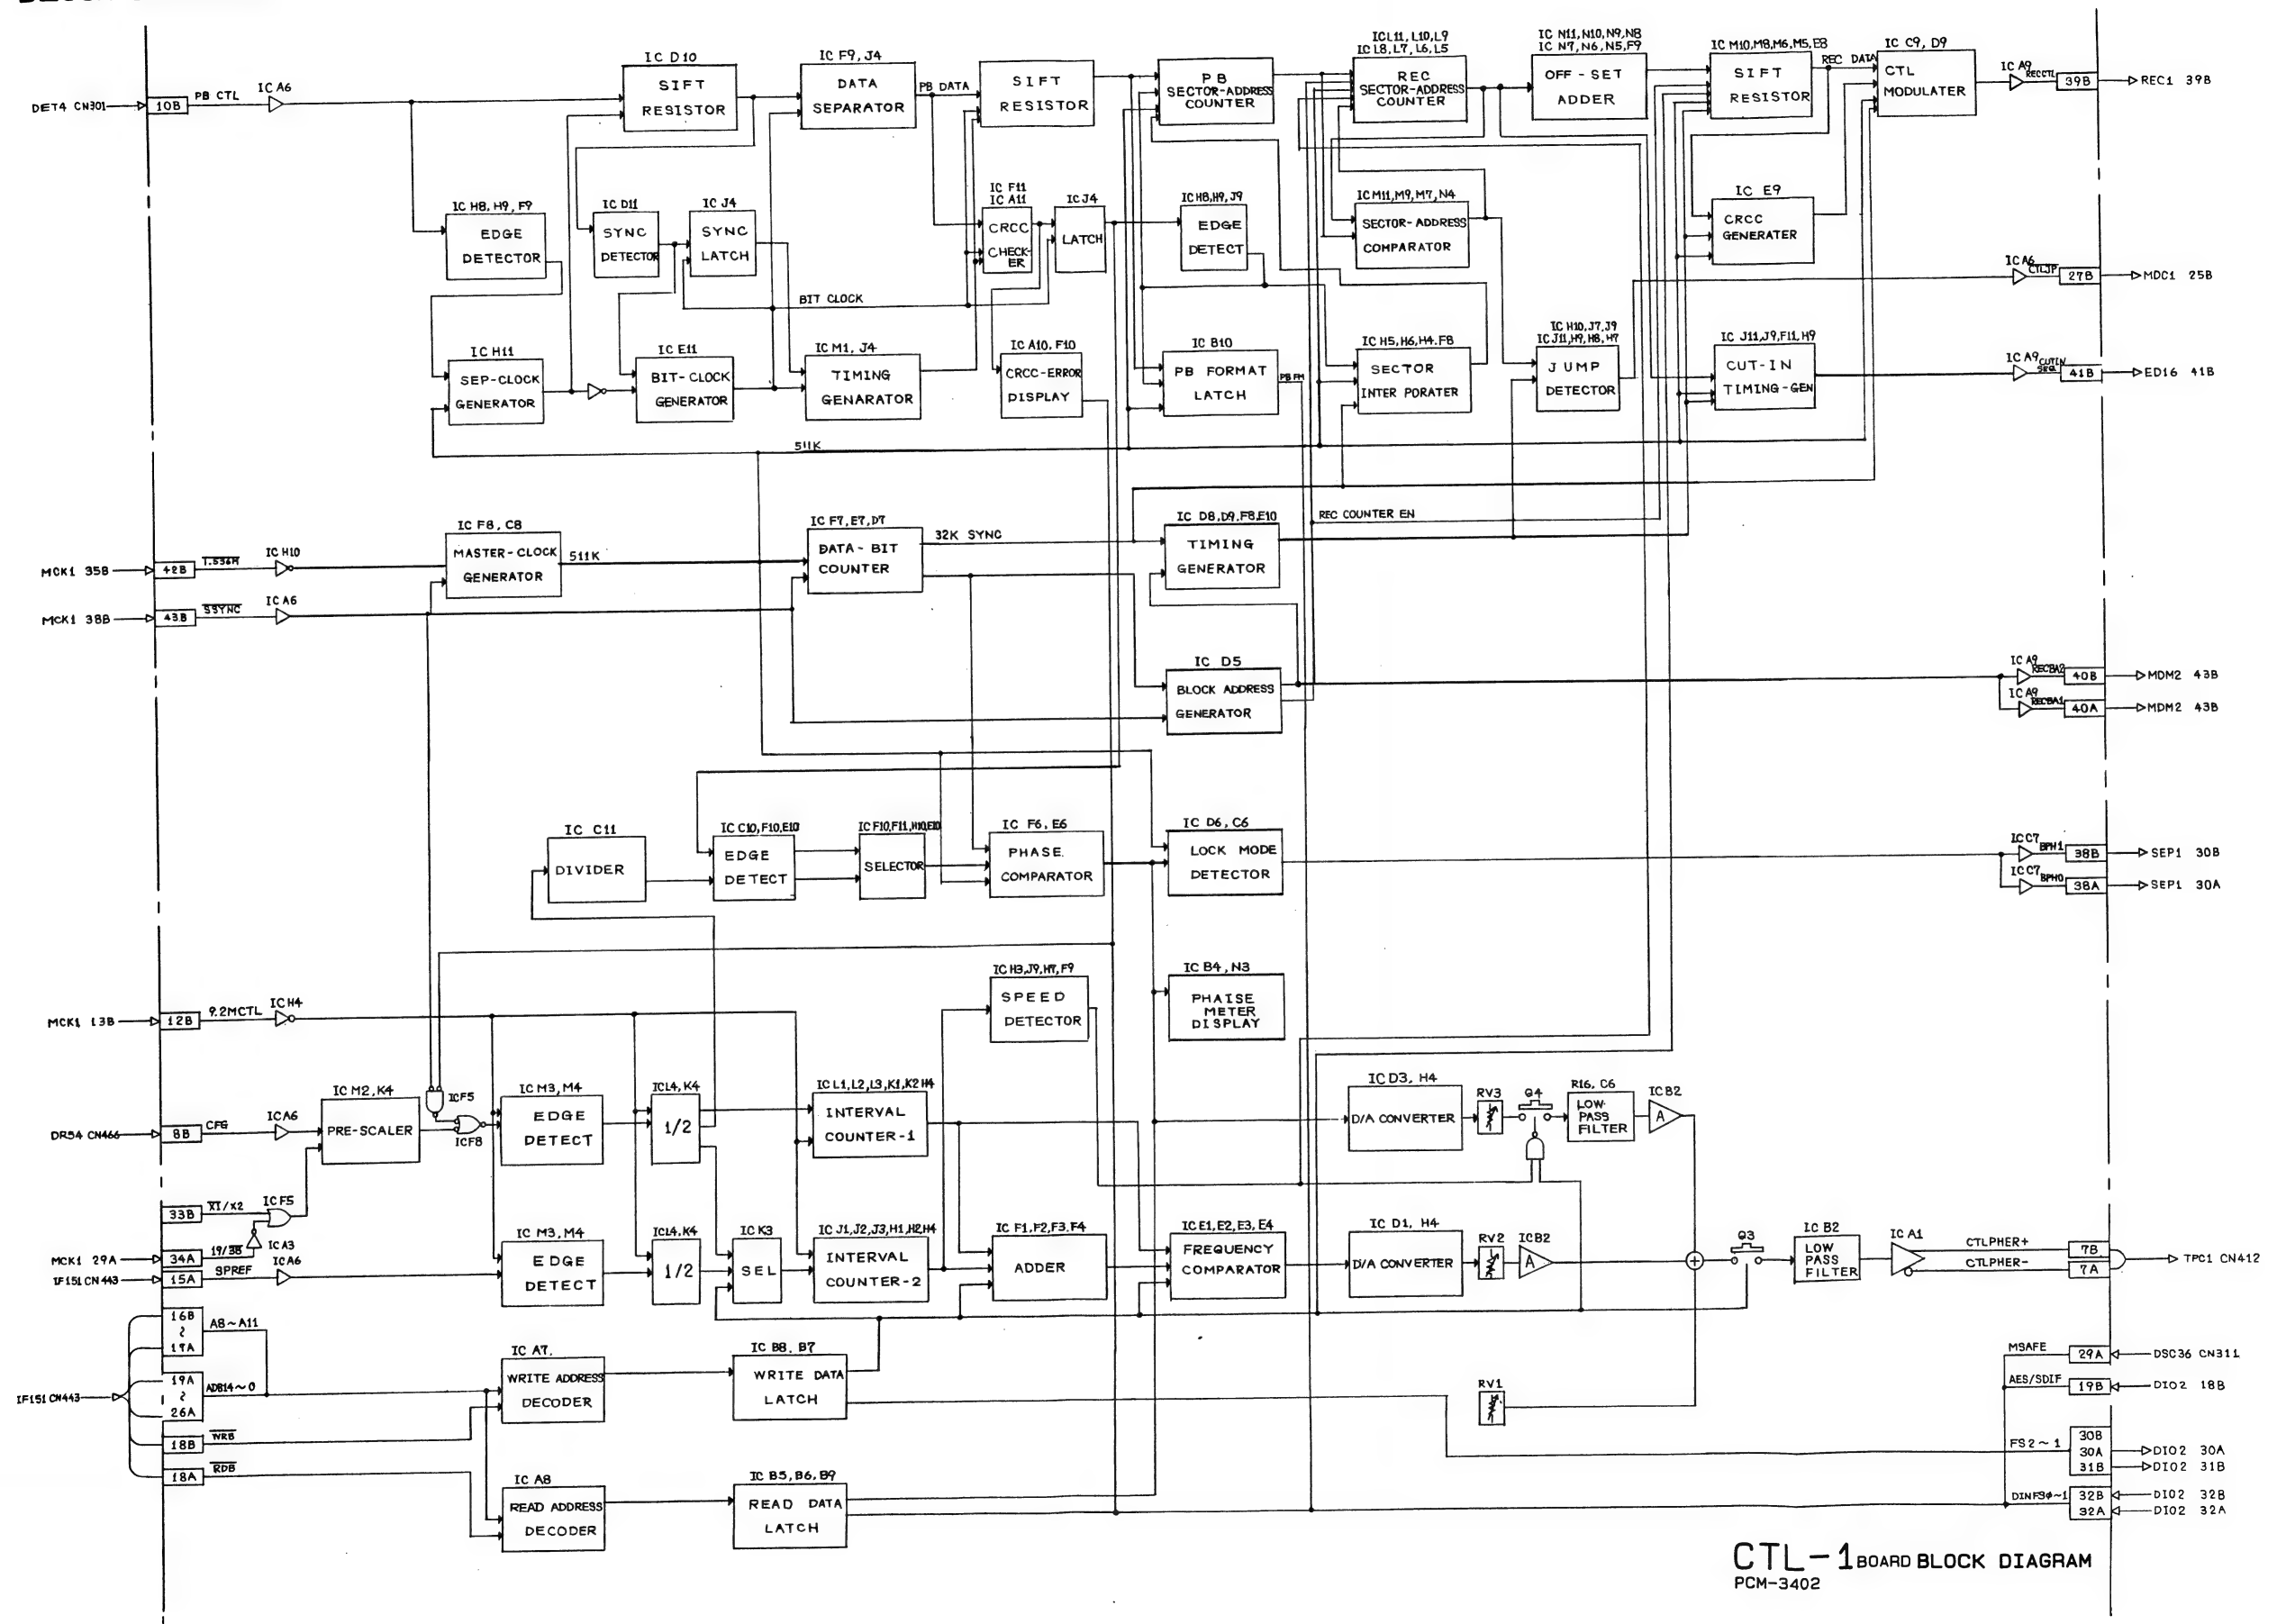 DET4 CN301
10B
PB CTL
IC A6
IC D10
SIFT
RESISTOR
IC F9, J4
DATA
SEPARATOR
PB DATA
SIFT
RESISTOR
PB
SECTOR-ADDRESS
COUNTER
IC L11, L10, L9
IC L8, L7, L6, L5
REC
SECTOR-ADDRESS
COUNTER
IC N11, N10, N9, N8
IC N7, N6, N5, F9
OFF-SET
ADDER
IC M10, M8, M6, M5, E8
SIFT
RESISTOR
REC DATA
IC C9, D9
CTL
MODULATER
IC A9
RECCTL
39B
REC1 39B
IC H8, H9, F9
EDGE
DETECTOR
IC D11
SYNC
DETECTOR
IC J4
SYNC
LATCH
IC F11
IC A11
CRCC
CHECK-
ER
IC J4
LATCH
IC H8, H9, J9
EDGE
DETECT
IC M11, M9, M7, N4
SECTOR-ADDRESS
COMPARATOR
IC E9
CRCC
GENERATER
IC A6
CTLJP
27B
MDC1 25B
BIT CLOCK
IC H11
SEP-CLOCK
GENERATOR
IC E11
BIT-CLOCK
GENERATOR
IC M1, J4
TIMING
GENARATOR
IC A10, F10
CRCC-ERROR
DISPLAY
IC B10
PB FORMAT
LATCH
PB FM
IC H5, H6, H4, F8
SECTOR
INTER PORATER
IC H10, J7, J9
IC J11, H9, H8, H7
JUMP
DETECTOR
IC J11, J9, F11, H9
CUT-IN
TIMING-GEN
IC A9
CUTIN
SEQ
41B
ED16 41B
511K
MCK1 35B
42B
1.536M
IC H10
IC F8, C8
MASTER-CLOCK
GENERATOR
511K
IC F7, E7, D7
DATA-BIT
COUNTER
32K SYNC
IC D8, D9, F8, E10
TIMING
GENERATOR
REC COUNTER EN
MCK1 38B
43B
SSYNC
IC A6
IC D5
BLOCK ADDRESS
GENERATOR
IC A9
RECBA2
40B
MDM2 43B
IC A9
RECBA1
40A
MDM2 43B
IC C11
DIVIDER
IC C10, F10, E10
EDGE
DETECT
IC F10, F11, H10, E10
SELECTOR
IC F6, E6
PHASE
COMPARATOR
IC D6, C6
LOCK MODE
DETECTOR
IC C7
BPH1
38B
SEP1 30B
IC C7
BPH0
38A
SEP1 30A
MCK1 13B
12B
9.2MCTL
IC H4
IC H3, J9, H7, F9
SPEED
DETECTOR
IC B4, N3
PHAISE
METER
DISPLAY
DR54 CN466
8B
CFG
IC A6
IC M2, K4
PRE-SCALER
ICF5
ICF8
IC M3, M4
EDGE
DETECT
ICL4, K4
1/2
IC L1, L2, L3, K1, K2 H4
INTERVAL
COUNTER-1
IC D3, H4
D/A CONVERTER
RV3
Q4
R16, C6
LOW-
PASS
FILTER
IC B2
A
33B
X1/X2
IC F5
MCK1 29A
34A
19/38
IC A3
IF151 CN443
15A
SPREF
IC A6
IC M3, M4
EDGE
DETECT
ICL4, K4
1/2
IC K3
SEL
IC J1, J2, J3, H1, H2 H4
INTERVAL
COUNTER-2
IC F1, F2, F3, F4
ADDER
IC E1, E2, E3, E4
FREQUENCY
COMPARATOR
IC D1, H4
D/A CONVERTER
RV2
ICB2
A
Q3
IC B2
LOW
PASS
FILTER
IC A1
CTLPHER+
7B
CTLPHER-
7A
TPC1 CN412
16B
~
17A
A8~A11
IF151 CN443
19A
~
26A
ADB14~0
18B
WRB
18A
RDB
IC A7,
WRITE ADDRESS
DECODER
IC B8, B7
WRITE DATA
LATCH
RV1
MSAFE
29A
DSC36 CN311
AES/SDIF
19B
DIO2 18B
FS2~1
30B
30A
DIO2 30A
31B
DIO2 31B
IC A8
READ ADDRESS
DECODER
IC B5, B6, B9
READ DATA
LATCH
DINFS0~1
32B
DIO2 32B
32A
DIO2 32A
CTL-1 BOARD BLOCK DIAGRAM
PCM-3402